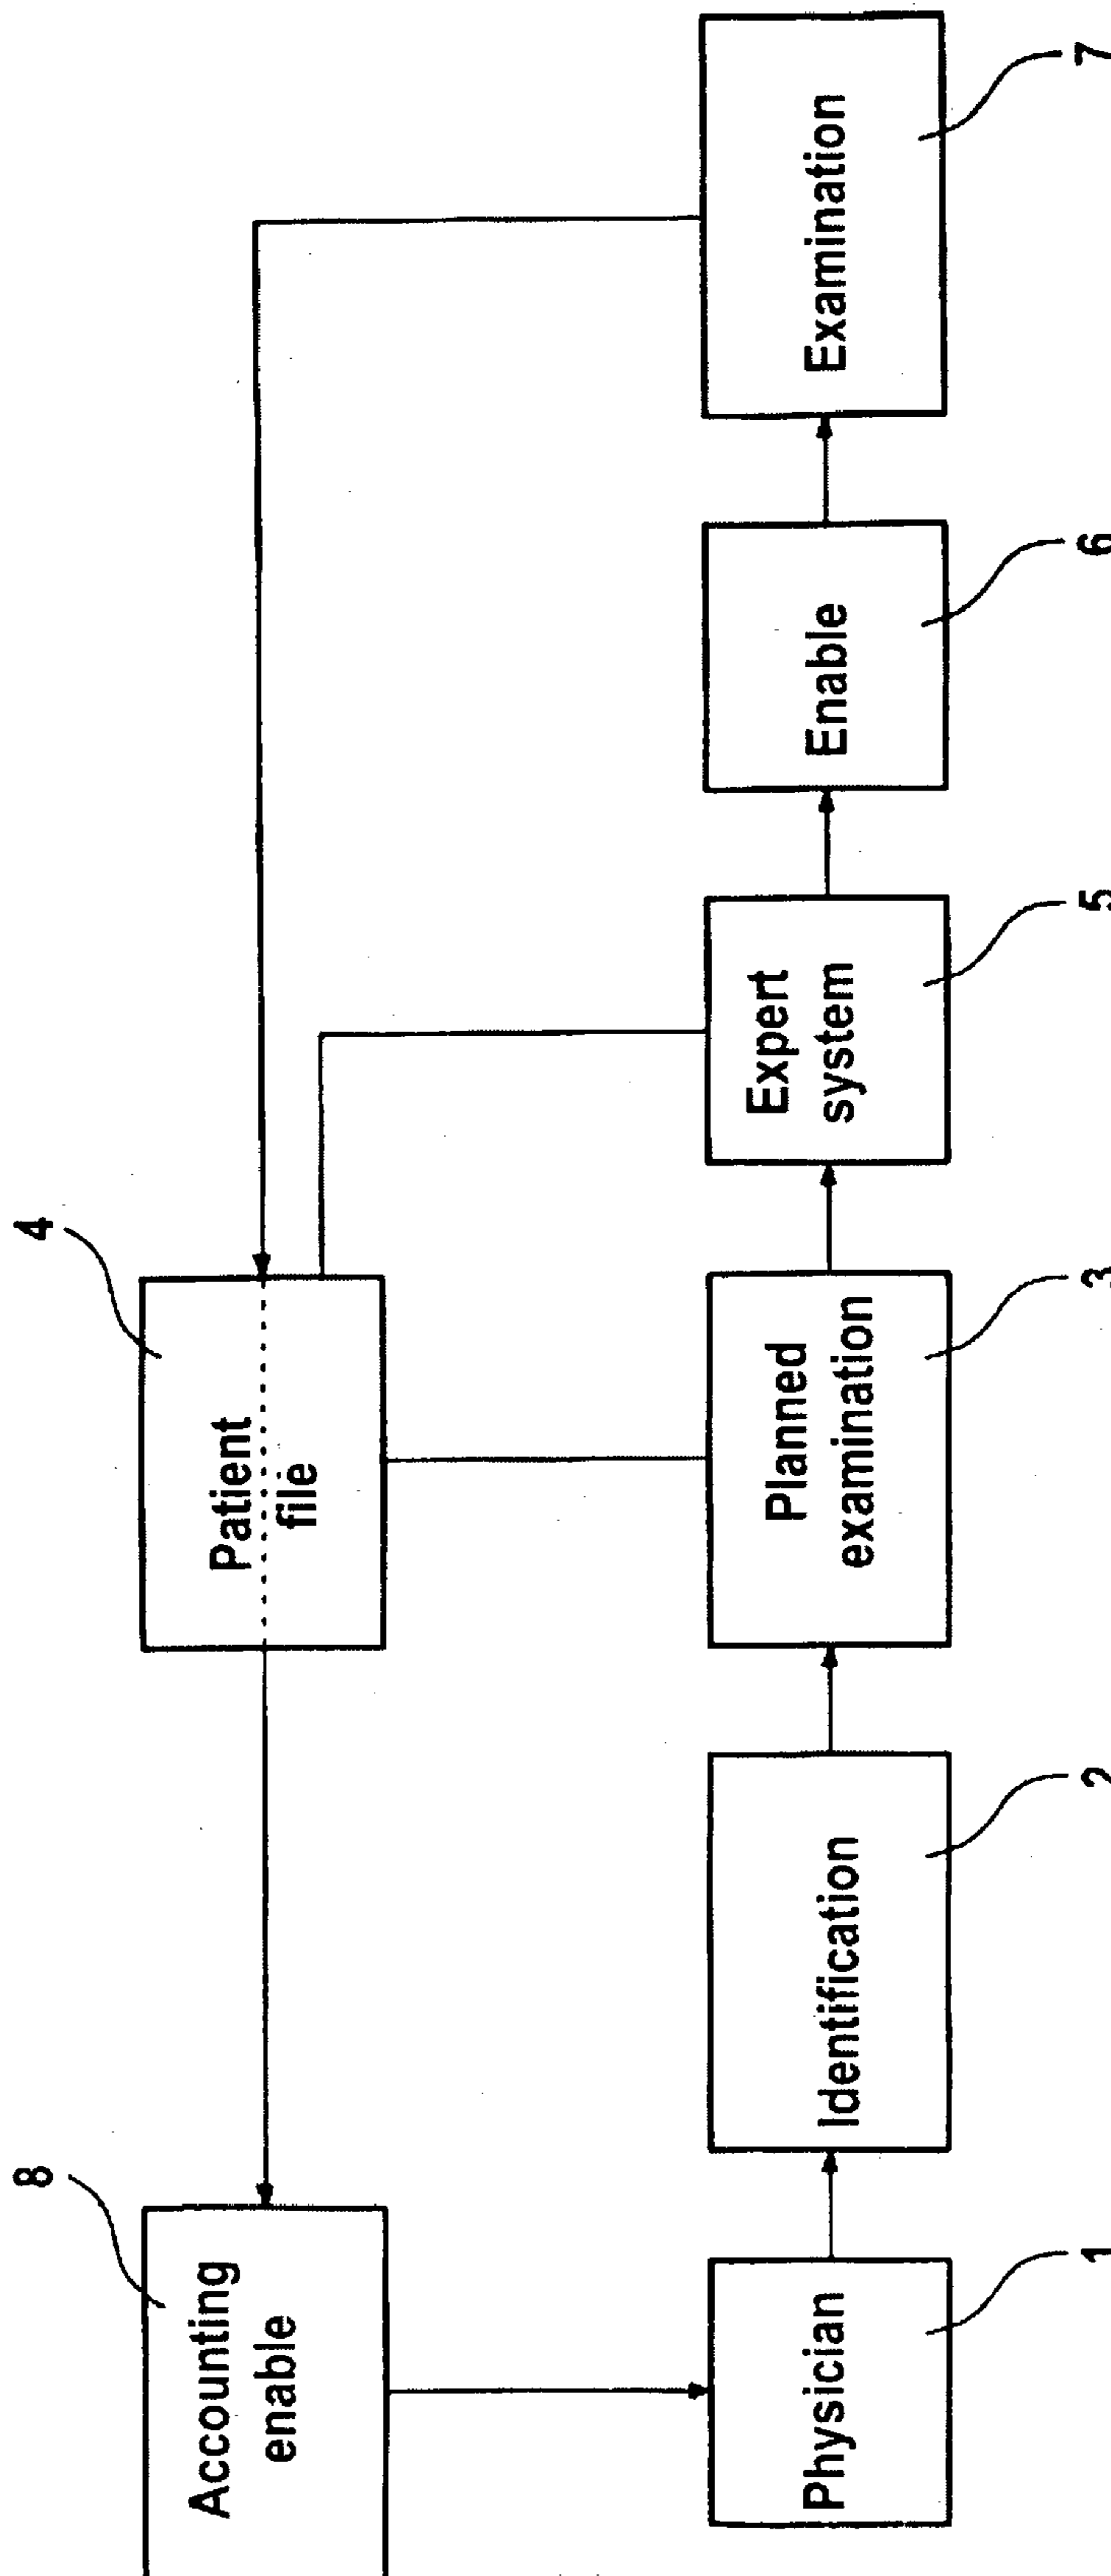 8
Accounting
enable
4
Patient
file
Physician
1
Identification
2
Planned
examination
3
Expert
system
5
Enable
6
Examination
7